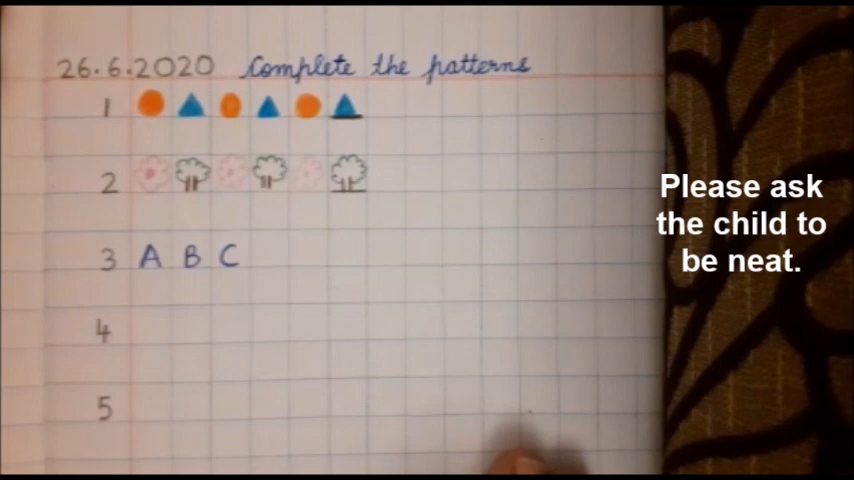 26.6.2020 Complete the patterns
1
2
3 A B C
4
5
Please ask
the child to
be neat.